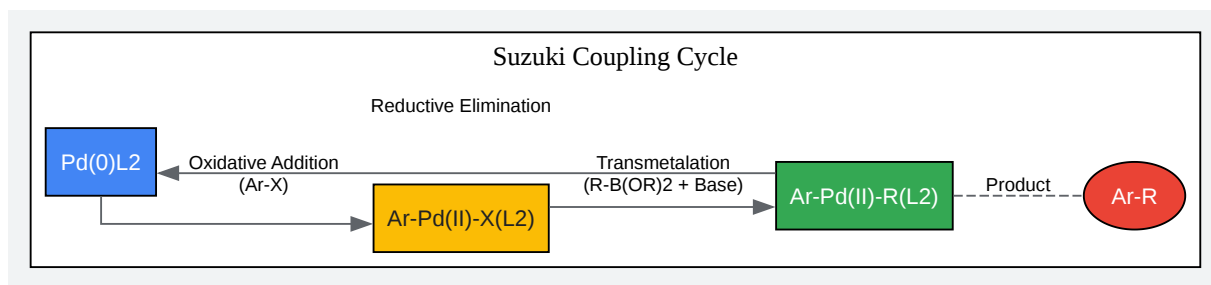 Suzuki Coupling Cycle
Reductive Elimination
Pd(0)L2
Oxidative Addition
(Ar-X)
Transmetalation
(R-B(OR)2 + Base)
Ar-Pd(II)-X(L2)
Ar-Pd(II)-R(L2)
Product
Ar-R